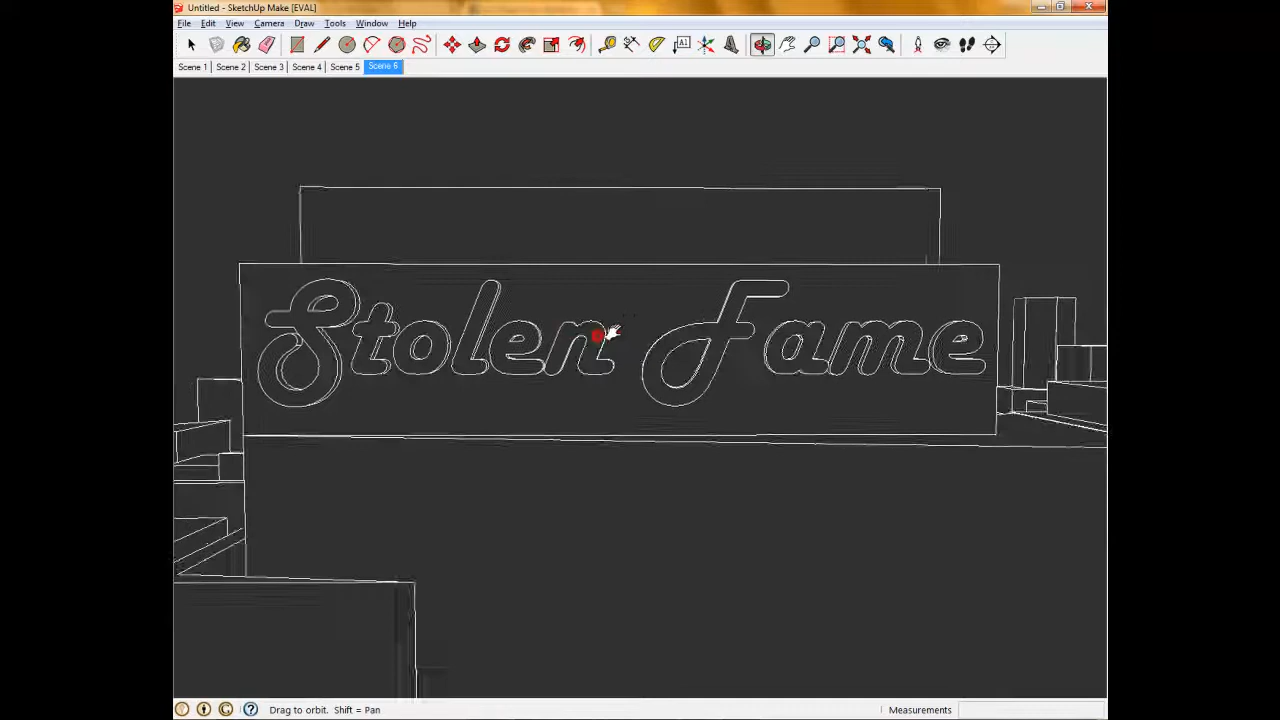 Untitled - SketchUp Make [EVAL]
File Edit View Camera Draw Tools Window Help
A1
Scene 1 Scene 2 Scene 3 Scene 4 Scene 5 Scene 6
Stolen Fame
Drag to orbit. Shift = Pan Measurements